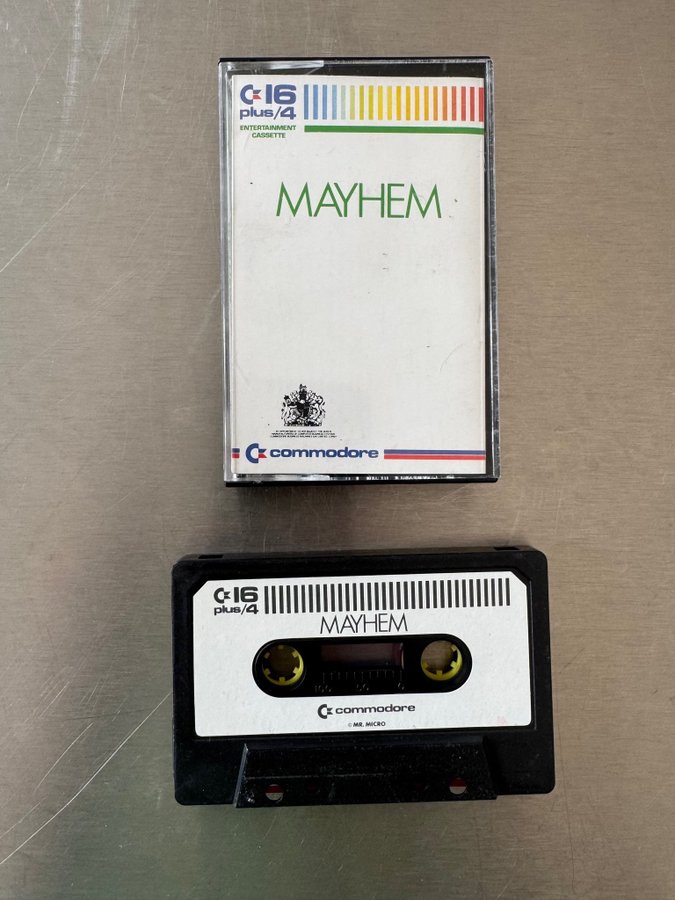 C 16
plus/4
ENTERTAINMENT
CASSETTE
MAYHEM
commodore
C 16
plus/4
MAYHEM
commodore
© MR. MICRO